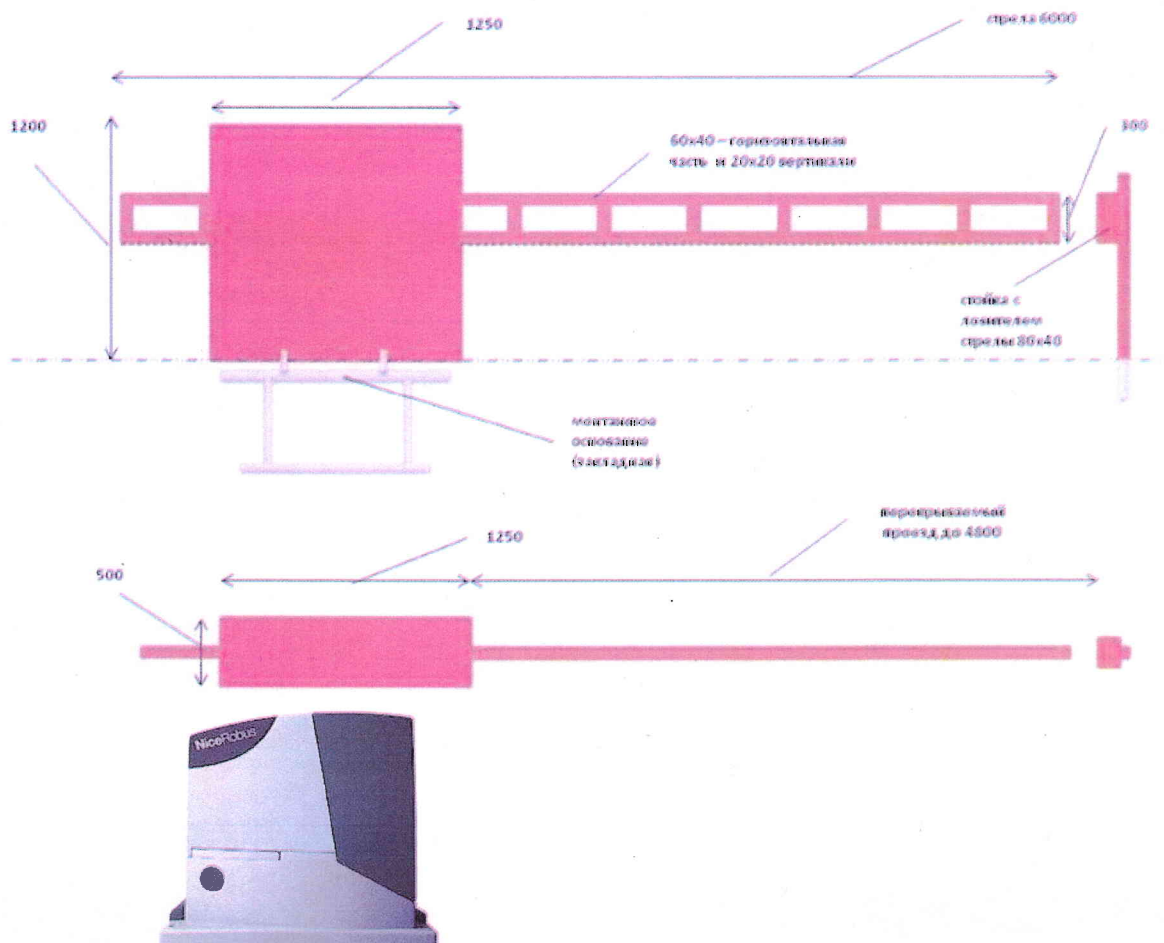 1250
стрела 6000
1200
60х40 – горизонтальная
часть и 20х20 вертикали
300
стойка с
ловителем
стрелы 80х40
монтажное
основание
(закладная)
перекрываемый
проезд до 4800
1250
500
NiceRobus